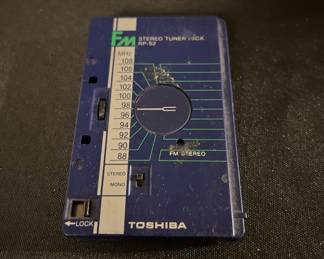 FM STEREO TUNER PACK
RP-S2
MHz
108
106
104
102
100
98
96
94
92
90
88
FM STEREO
STEREO
MONO
←LOCK
TOSHIBA